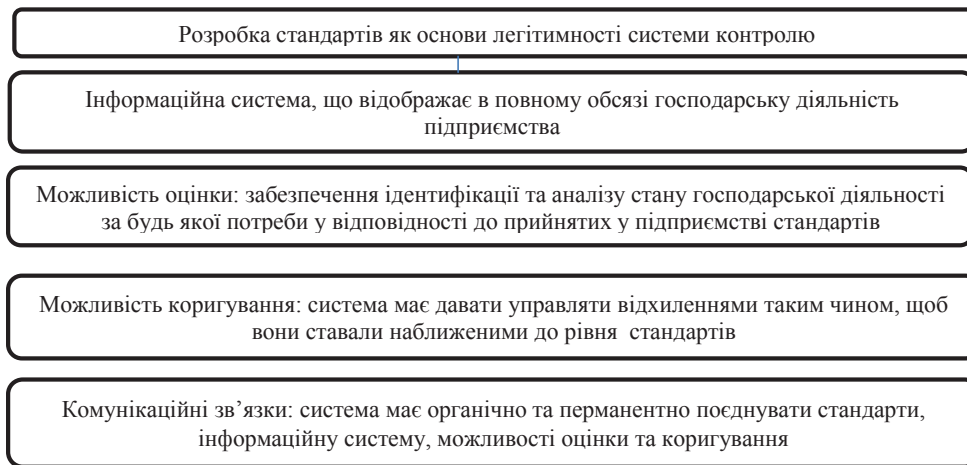 Розробка стандартів як основи легітимності системи контролю
Інформаційна система, що відображає в повному обсязі господарську діяльність
підприємства
Можливість оцінки: забезпечення ідентифікації та аналізу стану господарської діяльності
за будь якої потреби у відповідності до прийнятих у підприємстві стандартів
Можливість коригування: система має давати управляти відхиленнями таким чином, щоб
вони ставали наближеними до рівня стандартів
Комунікаційні зв’язки: система має органічно та перманентно поєднувати стандарти,
інформаційну систему, можливості оцінки та коригування